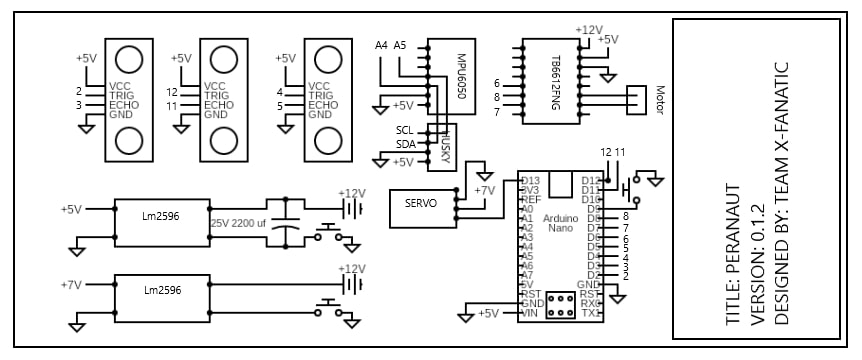 +5V
VCC
2 TRIG
3 ECHO
GND
+5V
VCC
12 TRIG
11 ECHO
GND
+5V
VCC
4 TRIG
5 ECHO
GND
A4 A5
MPU6050
+5V
SCL
SDA
HUSKY
+5V
+12V
+5V
TB6612FNG
6
8
7
Motor
+5V
Lm2596
25V 2200 uf
+12V
+7V
Lm2596
+12V
SERVO
+7V
12 11
Arduino
Nano
D13
3V3
REF
A0
A1
A2
A3
A4
A5
A6
A7
5V
RST
GND
+5V VIN
D12
D11
D10
D9
D8 8
D7 7
D6 6
D5 5
D4 4
D3 3
D2 2
GND
RST
RX0
TX1
TITLE: PERANAUT
VERSION: 0.1.2
DESIGNED BY: TEAM X-FANATIC